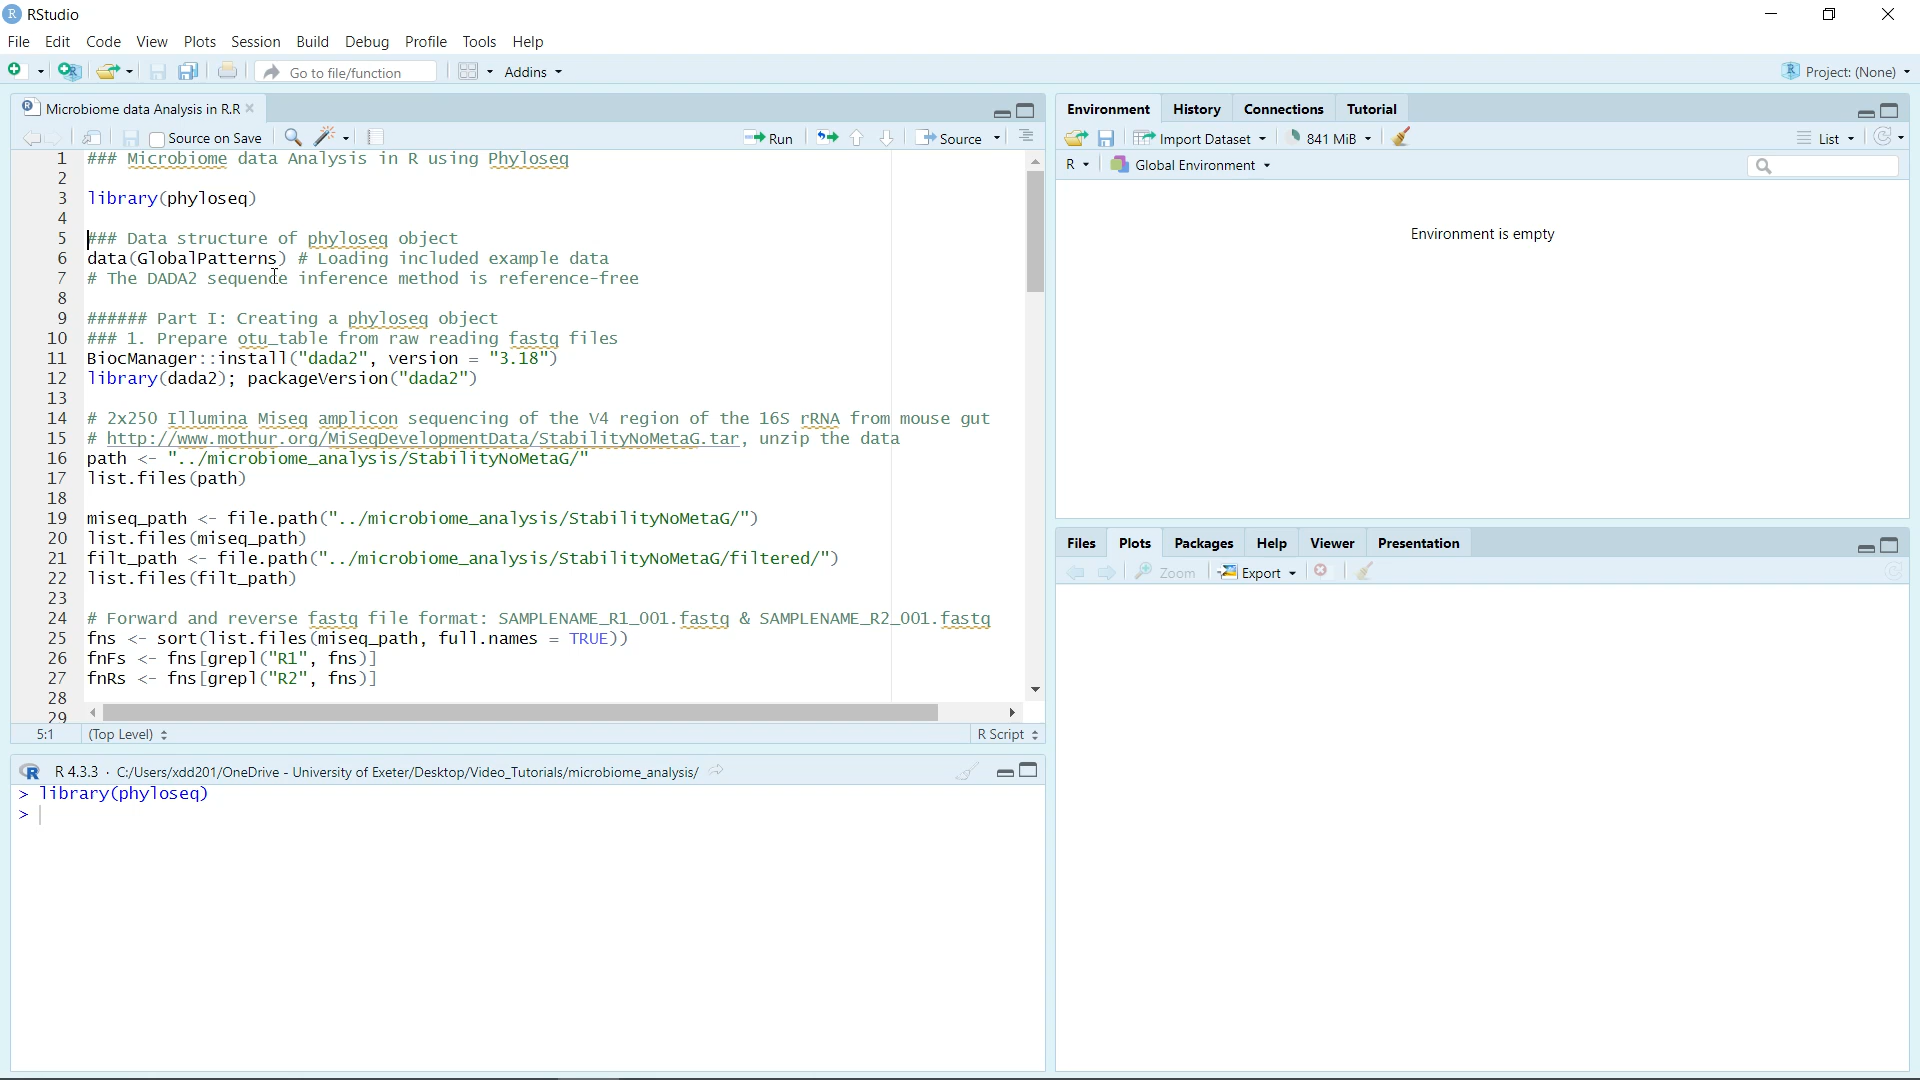 RStudio
File Edit Code View Plots Session Build Debug Profile Tools Help
Go to file/function Addins Project: (None)
Microbiome data Analysis in R.R
Source on Save Run Source
1 ### Microbiome data Analysis in R using Phyloseq
2
3 library(phyloseq)
4
5 ### Data structure of phyloseq object
6 data(GlobalPatterns) # Loading included example data
7 # The DADA2 sequence inference method is reference-free
8
9 ###### Part I: Creating a phyloseq object
10 ### 1. Prepare otu_table from raw reading fastq files
11 BiocManager::install("dada2", version = "3.18")
12 library(dada2); packageVersion("dada2")
13
14 # 2x250 Illumina Miseq amplicon sequencing of the V4 region of the 16S rRNA from mouse gut
15 # http://www.mothur.org/MiSeqDevelopmentData/StabilityNoMetaG.tar, unzip the data
16 path <- "../microbiome_analysis/StabilityNoMetaG/"
17 list.files(path)
18
19 miseq_path <- file.path("../microbiome_analysis/StabilityNoMetaG/")
20 list.files(miseq_path)
21 filt_path <- file.path("../microbiome_analysis/StabilityNoMetaG/filtered/")
22 list.files(filt_path)
23
24 # Forward and reverse fastq file format: SAMPLENAME_R1_001.fastq & SAMPLENAME_R2_001.fastq
25 fns <- sort(list.files(miseq_path, full.names = TRUE))
26 fnFs <- fns[grepl("R1", fns)]
27 fnRs <- fns[grepl("R2", fns)]
28
29
5:1 (Top Level) R Script
R 4.3.3 · C:/Users/xdd201/OneDrive - University of Exeter/Desktop/Video_Tutorials/microbiome_analysis/
> library(phyloseq)
>
Environment History Connections Tutorial
Import Dataset 841 MiB List
R Global Environment
Environment is empty
Files Plots Packages Help Viewer Presentation
Zoom Export